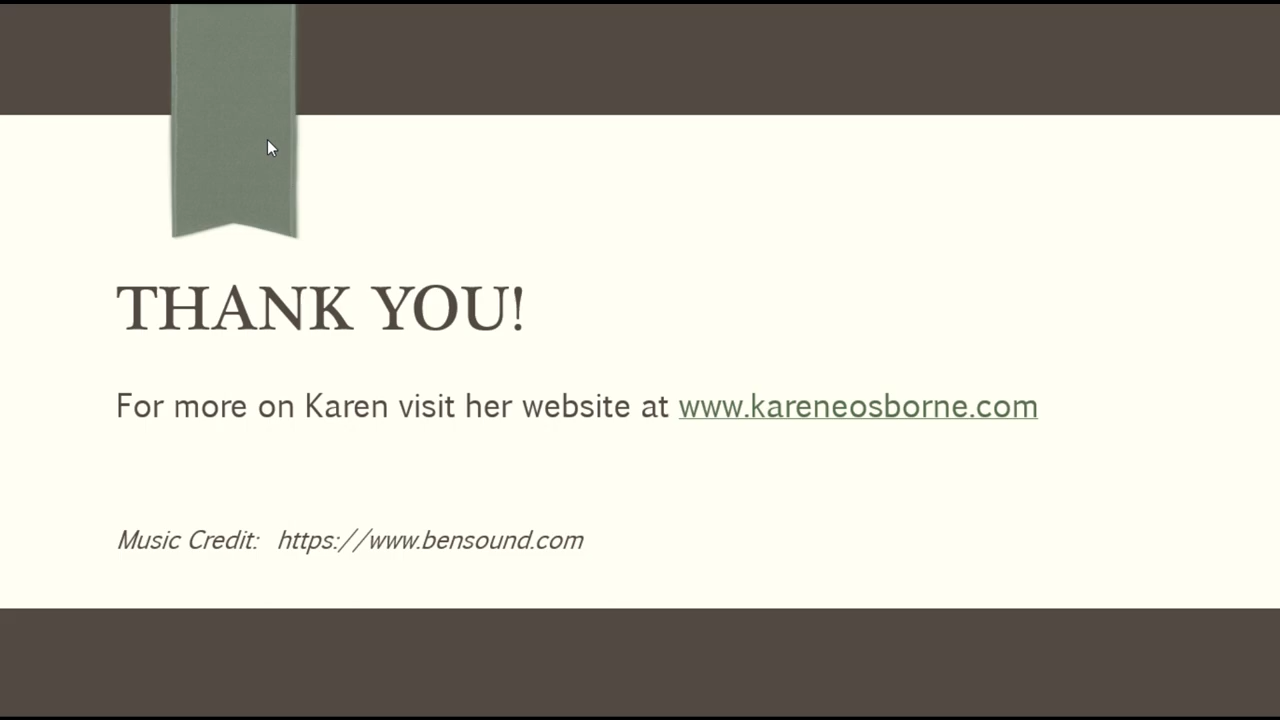 THANK YOU!
For more on Karen visit her website at www.kareneosborne.com
Music Credit: https://www.bensound.com